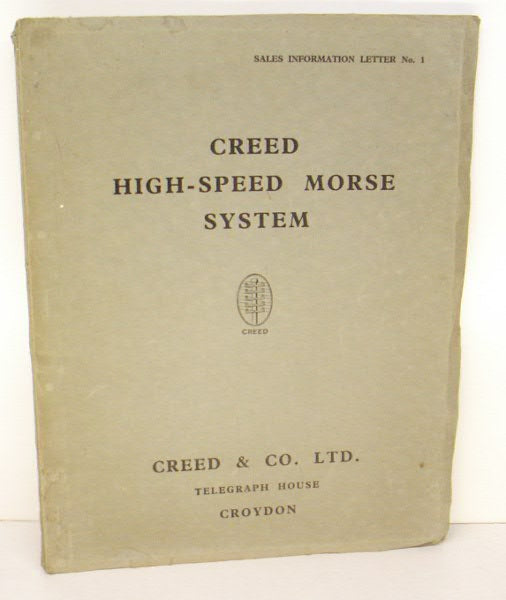 SALES INFORMATION LETTER No. 1
CREED
HIGH-SPEED MORSE
SYSTEM
CREED
CREED & CO. LTD.
TELEGRAPH HOUSE
CROYDON